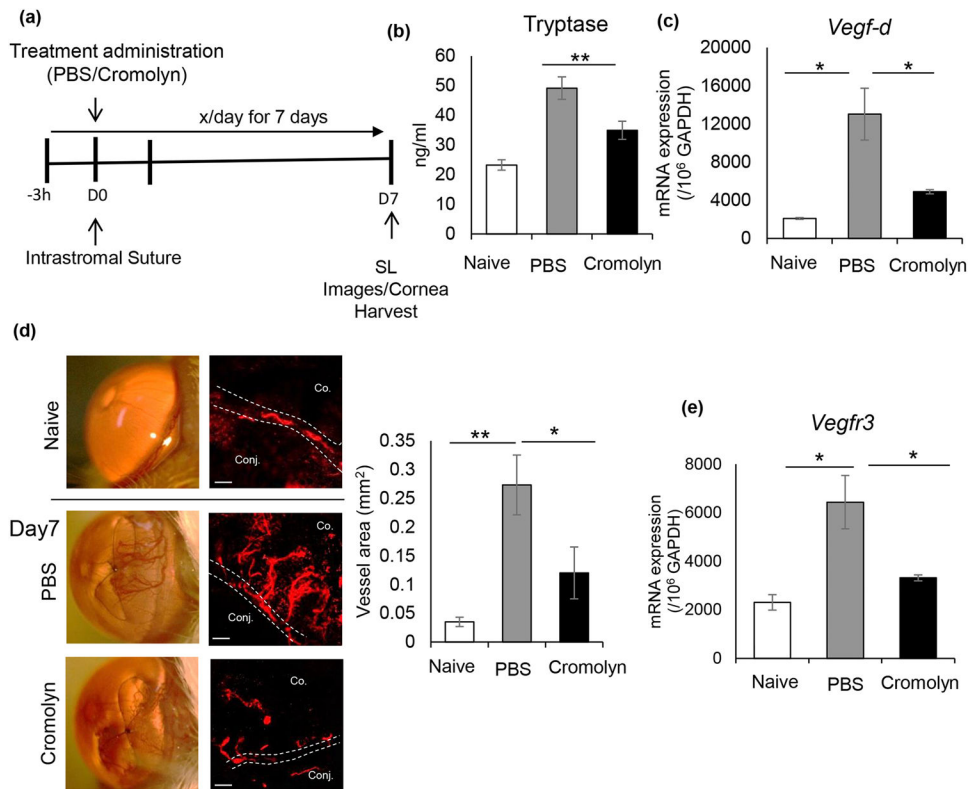 (a)
Treatment administration
(PBS/Cromolyn)
x/day for 7 days
-3h
D0
D7
Intrastromal Suture
SL
Images/Cornea
Harvest
(b)
Tryptase
ng/ml
60
50
40
30
20
10
0
**
Naive
PBS
Cromolyn
(c)
Vegf-d
mRNA expression
(/10⁶ GAPDH)
20000
16000
12000
8000
4000
0
*
*
Naive
PBS
Cromolyn
(d)
Naive
Co.
Conj.
Day7
PBS
Co.
Conj.
Cromolyn
Co.
Conj.
Vessel area (mm²)
0.35
0.3
0.25
0.2
0.15
0.1
0.05
0
**
*
Naive
PBS
Cromolyn
(e)
Vegfr3
mRNA expression
(/10⁶ GAPDH)
8000
6000
4000
2000
0
*
*
Naive
PBS
Cromolyn